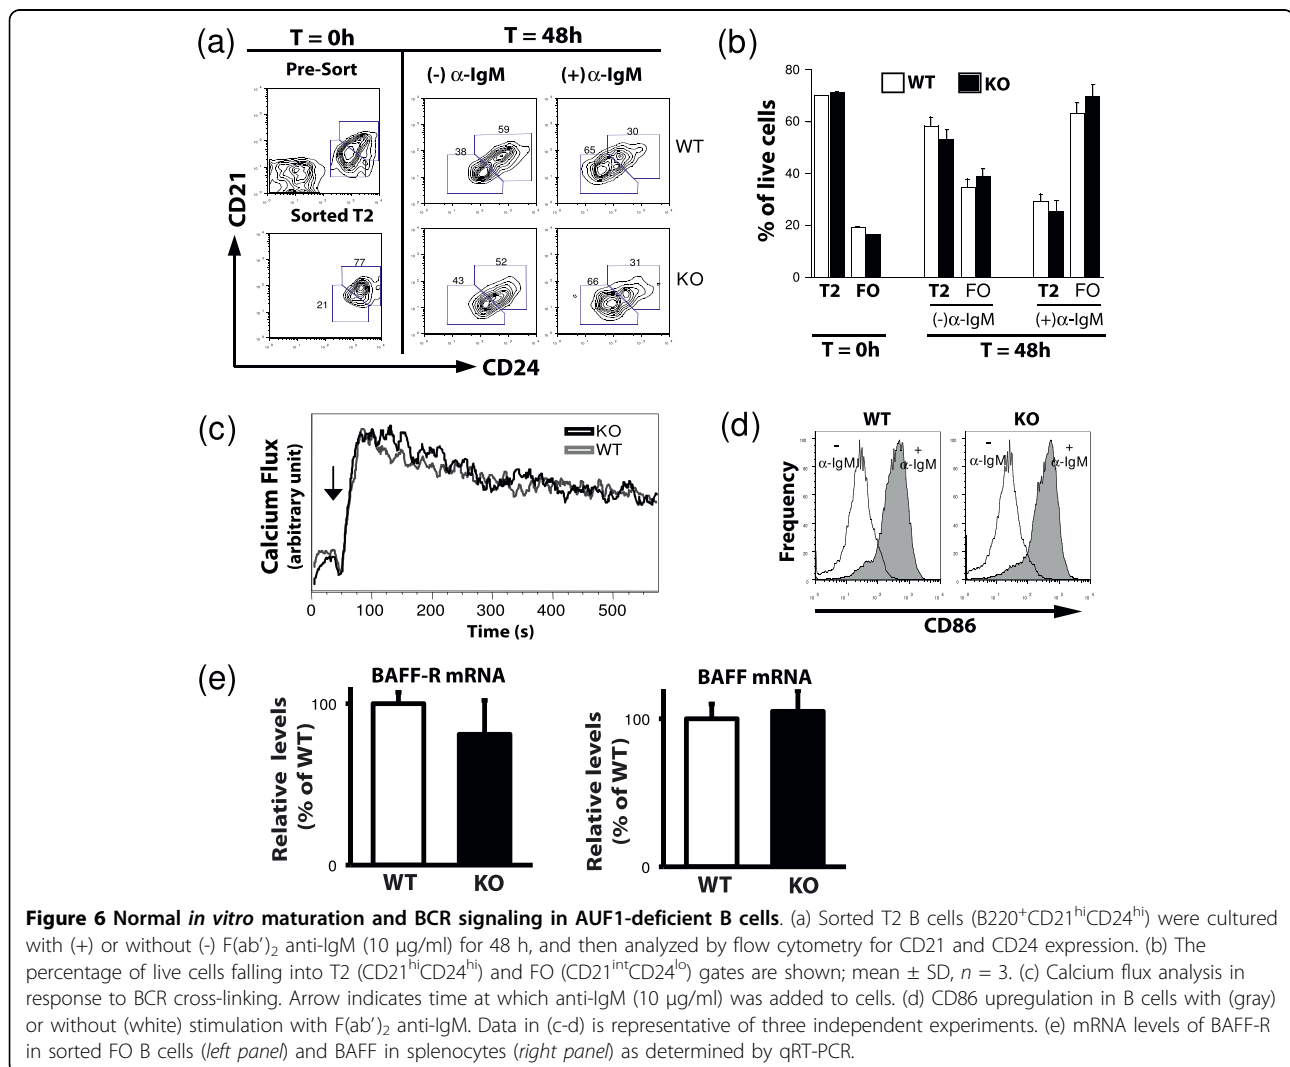 (a)
T = 0h
T = 48h
Pre-Sort
(-) α-IgM
(+)α-IgM
59
38
30
65
WT
Sorted T2
77
21
52
43
31
66
KO
CD21
CD24
(b)
WT
KO
% of live cells
80
60
40
20
0
T2 FO T2 FO T2 FO
(-)α-IgM (+)α-IgM
T = 0h T = 48h
(c)
Calcium Flux
(arbitrary unit)
KO
WT
0 100 200 300 400 500
Time (s)
(d)
WT KO
Frequency
- α-IgM
+ α-IgM
- α-IgM
+ α-IgM
CD86
(e)
BAFF-R mRNA
Relative levels
(% of WT)
100
0
WT KO
BAFF mRNA
Relative levels
(% of WT)
100
0
WT KO
Figure 6 Normal in vitro maturation and BCR signaling in AUF1-deficient B cells. (a) Sorted T2 B cells (B220⁺CD21ʰⁱCD24ʰⁱ) were cultured
with (+) or without (-) F(ab′)₂ anti-IgM (10 μg/ml) for 48 h, and then analyzed by flow cytometry for CD21 and CD24 expression. (b) The
percentage of live cells falling into T2 (CD21ʰⁱCD24ʰⁱ) and FO (CD21ⁱⁿᵗCD24ˡᵒ) gates are shown; mean ± SD, n = 3. (c) Calcium flux analysis in
response to BCR cross-linking. Arrow indicates time at which anti-IgM (10 μg/ml) was added to cells. (d) CD86 upregulation in B cells with (gray)
or without (white) stimulation with F(ab′)₂ anti-IgM. Data in (c-d) is representative of three independent experiments. (e) mRNA levels of BAFF-R
in sorted FO B cells (left panel) and BAFF in splenocytes (right panel) as determined by qRT-PCR.